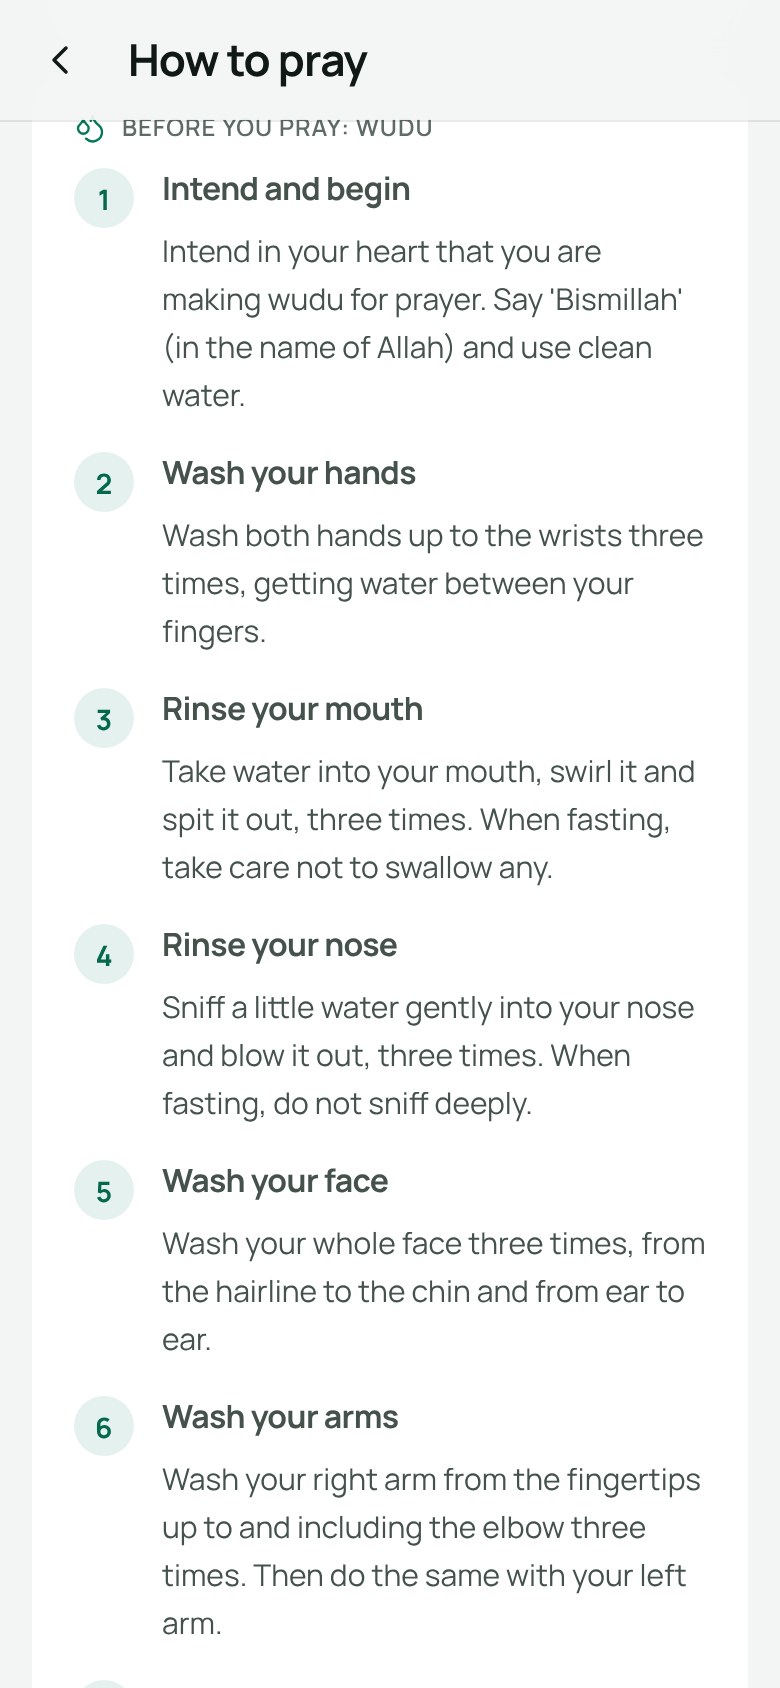 How to pray
BEFORE YOU PRAY: WUDU
1
Intend and begin
Intend in your heart that you are
making wudu for prayer. Say 'Bismillah'
(in the name of Allah) and use clean
water.
2
Wash your hands
Wash both hands up to the wrists three
times, getting water between your
fingers.
3
Rinse your mouth
Take water into your mouth, swirl it and
spit it out, three times. When fasting,
take care not to swallow any.
4
Rinse your nose
Sniff a little water gently into your nose
and blow it out, three times. When
fasting, do not sniff deeply.
5
Wash your face
Wash your whole face three times, from
the hairline to the chin and from ear to
ear.
6
Wash your arms
Wash your right arm from the fingertips
up to and including the elbow three
times. Then do the same with your left
arm.